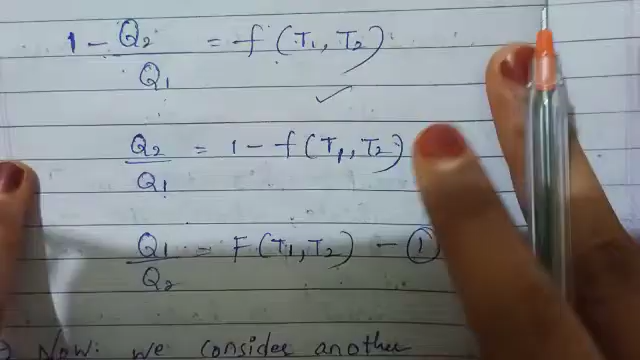 1 - Q2/Q1 = f (T1, T2)
Q2/Q1 = 1 - f (T1, T2)
Q1/Q2 = F (T1, T2) - ①
Now: we consider another